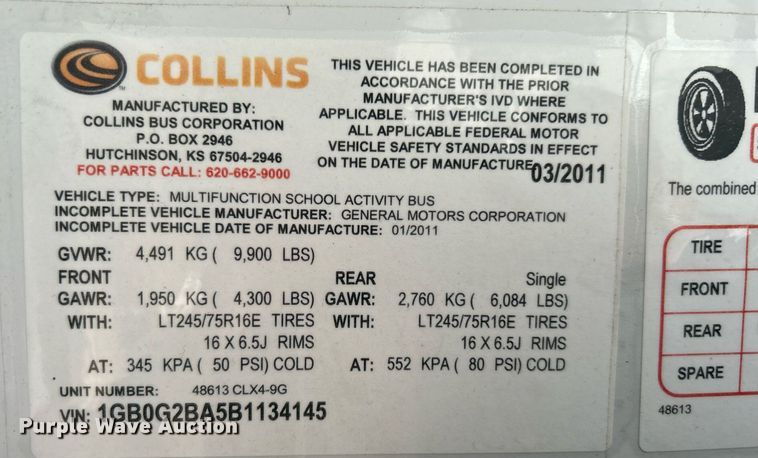 COLLINS
MANUFACTURED BY:
COLLINS BUS CORPORATION
P.O. BOX 2946
HUTCHINSON, KS 67504-2946
FOR PARTS CALL: 620-662-9000
THIS VEHICLE HAS BEEN COMPLETED IN
ACCORDANCE WITH THE PRIOR
MANUFACTURER'S IVD WHERE
APPLICABLE. THIS VEHICLE CONFORMS TO
ALL APPLICABLE FEDERAL MOTOR
VEHICLE SAFETY STANDARDS IN EFFECT
ON THE DATE OF MANUFACTURE 03/2011
VEHICLE TYPE: MULTIFUNCTION SCHOOL ACTIVITY BUS
INCOMPLETE VEHICLE MANUFACTURER: GENERAL MOTORS CORPORATION
INCOMPLETE VEHICLE DATE OF MANUFACTURE: 01/2011
GVWR: 4,491 KG ( 9,900 LBS)
FRONT REAR Single
GAWR: 1,950 KG ( 4,300 LBS) GAWR: 2,760 KG ( 6,084 LBS)
WITH: LT245/75R16E TIRES WITH: LT245/75R16E TIRES
16 X 6.5J RIMS 16 X 6.5J RIMS
AT: 345 KPA ( 50 PSI) COLD AT: 552 KPA ( 80 PSI) COLD
UNIT NUMBER: 48613 CLX4-9G
VIN: 1GB0G2BA5B1134145
The combined
TIRE
FRONT
REAR
SPARE
48613
Purple Wave Auction